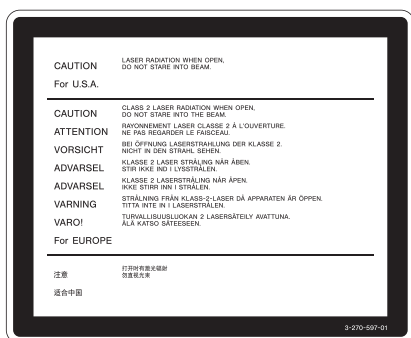 CAUTION LASER RADIATION WHEN OPEN,
DO NOT STARE INTO BEAM.
For U.S.A.
CAUTION CLASS 2 LASER RADIATION WHEN OPEN,
DO NOT STARE INTO THE BEAM.
ATTENTION RAYONNEMENT LASER CLASSE 2 Á L'OUVERTURE.
NE PAS REGARDER LE FAISCEAU.
VORSICHT BEI ÖFFNUNG LASERSTRAHLUNG DER KLASSE 2.
NICHT IN DEN STRAHL SEHEN.
ADVARSEL KLASSE 2 LASER STRÅLING NÅR ÅBEN.
STIR IKKE IND I LYSSTRÅLEN.
ADVARSEL KLASSE 2 LASERSTRÅLING NÅR ÅPEN.
IKKE STIRR INN I STRÅLEN.
VARNING STRÅLNING FRÅN KLASS-2-LASER DÅ APPARATEN ÄR ÖPPEN.
TITTA INTE IN I LASERSTRÅLEN.
VARO! TURVALLISUUSLUOKAN 2 LASERSÄTEILY AVATTUNA.
ÄLÄ KATSO SÄTEESEEN.
For EUROPE
注意 打开时有激光辐射
勿直视光束
适合中国
3-270-597-01